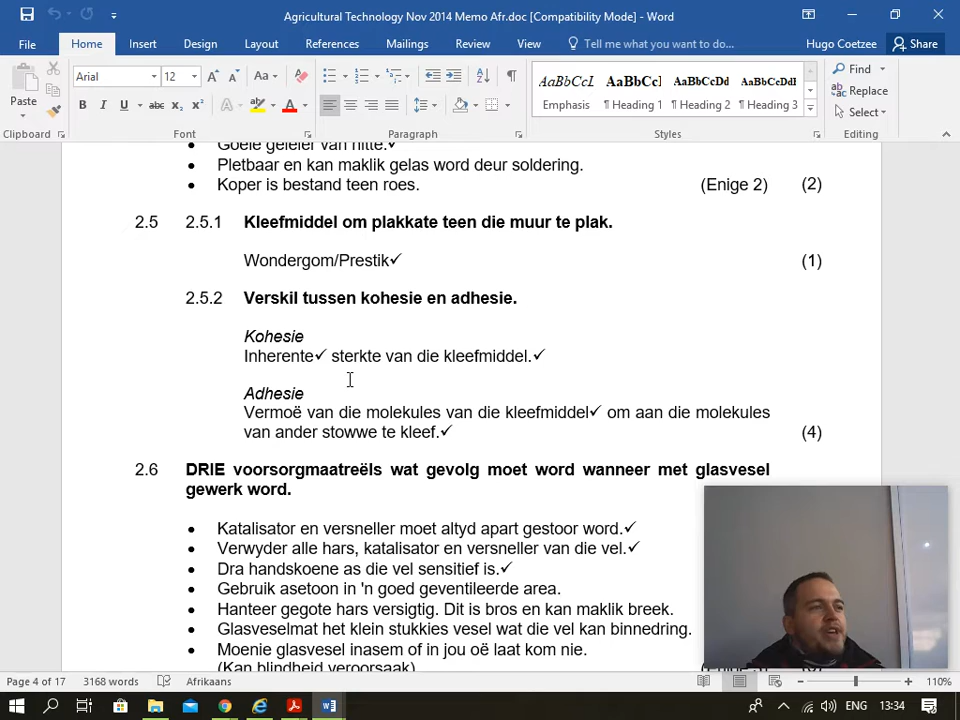 Agricultural Technology Nov 2014 Memo Afr.doc [Compatibility Mode] - Word
File Home Insert Design Layout References Mailings Review View Tell me what you want to do... Hugo Coetzee Share
Paste Arial 12 Aa AaBbCcL AaBbCcI AaBbCcDd AaBbCcDdI Find
Replace
B I U abc x₂ x² A Emphasis ¶ Heading 1 ¶ Heading 2 ¶ Heading 3 Select
Clipboard Font Paragraph Styles Editing
Goeie geleier van hitte.✓
• Pletbaar en kan maklik gelas word deur soldering.
• Koper is bestand teen roes. (Enige 2) (2)
2.5 2.5.1 Kleefmiddel om plakkate teen die muur te plak.
Wondergom/Prestik✓ (1)
2.5.2 Verskil tussen kohesie en adhesie.
Kohesie
Inherente✓ sterkte van die kleefmiddel.✓
Adhesie
Vermoë van die molekules van die kleefmiddel✓ om aan die molekules
van ander stowwe te kleef.✓ (4)
2.6 DRIE voorsorgmaatreëls wat gevolg moet word wanneer met glasvesel
gewerk word.
• Katalisator en versneller moet altyd apart gestoor word.✓
• Verwyder alle hars, katalisator en versneller van die vel.✓
• Dra handskoene as die vel sensitief is.✓
• Gebruik asetoon in 'n goed geventileerde area.
• Hanteer gegote hars versigtig. Dit is bros en kan maklik breek.
• Glasveselmat het klein stukkies vesel wat die vel kan binnedring.
• Moenie glasvesel inasem of in jou oë laat kom nie.
(Kan blindheid veroorsaak)
Page 4 of 17 3168 words Afrikaans 110%
ENG 13:34